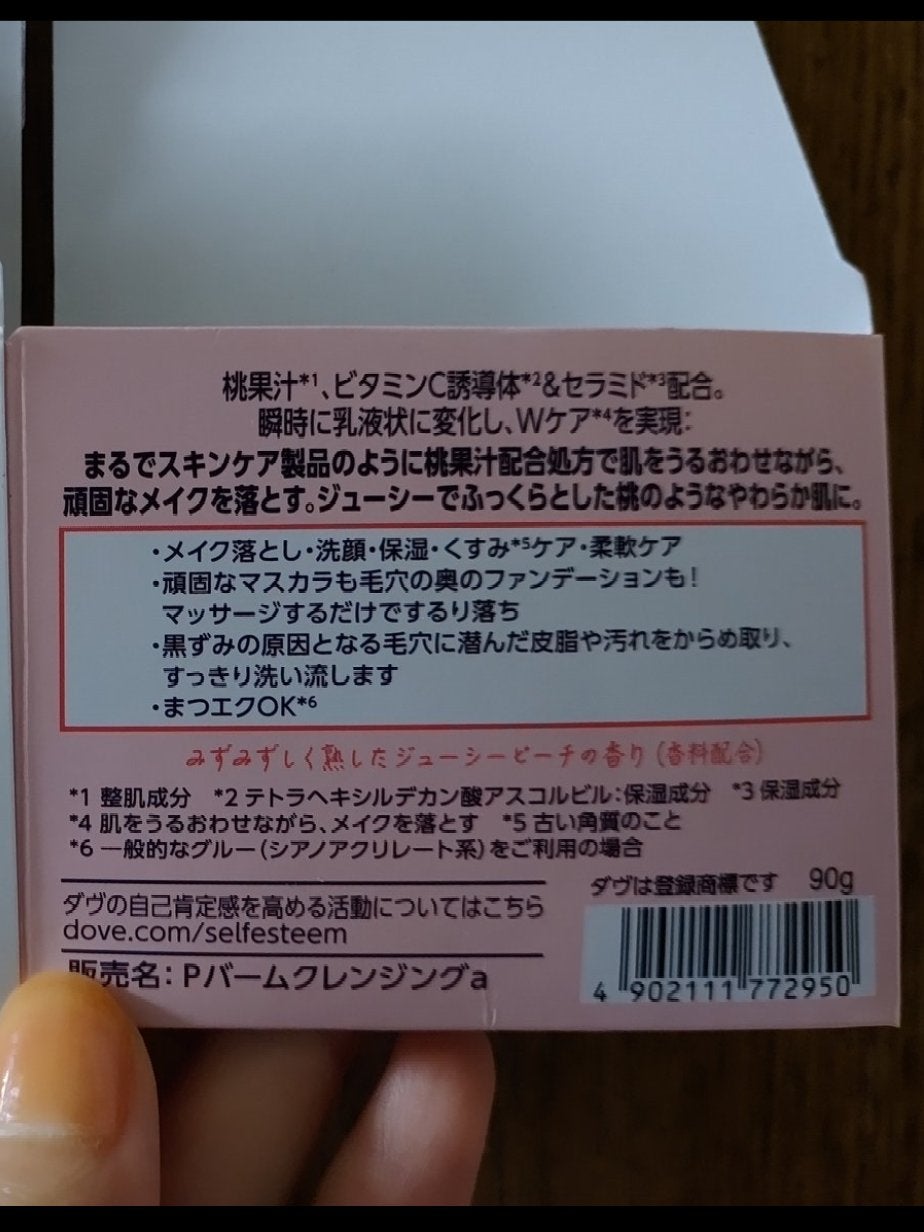 桃果汁*1、ビタミンC誘導体*2&セラミド*3配合。
瞬時に乳液状に変化し、Wケア*4を実現:
まるでスキンケア製品のように桃果汁配合処方で肌をうるおわせながら、
頑固なメイクを落とす。ジューシーでふっくらとした桃のようなやわらか肌に。
・メイク落とし・洗顔・保湿・くすみ*5ケア・柔軟ケア
・頑固なマスカラも毛穴の奥のファンデーションも!
マッサージするだけでするり落ち
・黒ずみの原因となる毛穴に潜んだ皮脂や汚れをからめ取り、
すっきり洗い流します
・まつエクOK*6
みずみずしく熟したジューシーピーチの香り(香料配合)
*1 整肌成分 *2 テトラヘキシルデカン酸アスコルビル:保湿成分 *3 保湿成分
*4 肌をうるおわせながら、メイクを落とす *5 古い角質のこと
*6 一般的なグルー(シアノアクリレート系)をご利用の場合
ダヴは登録商標です 90g
ダヴの自己肯定感を高める活動についてはこちら
dove.com/selfesteem
販売名:Pバームクレンジングa
4 902111 772950